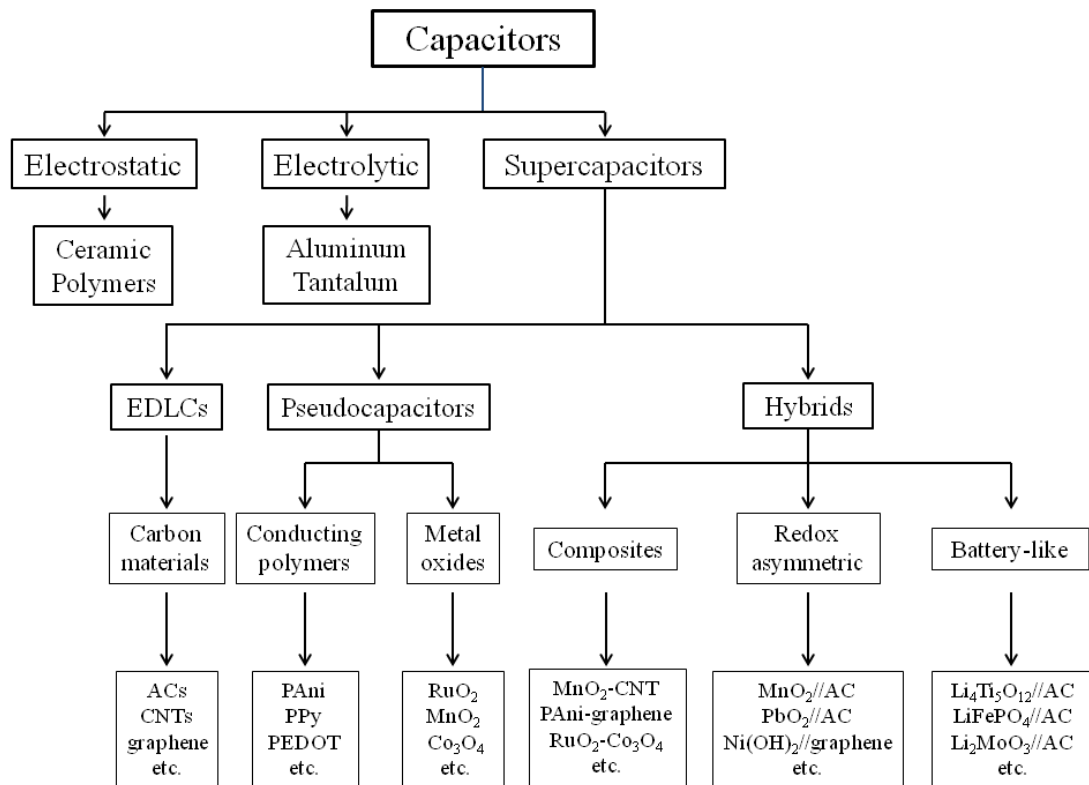 Capacitors
Electrostatic
Electrolytic
Supercapacitors
Ceramic
Polymers
Aluminum
Tantalum
EDLCs
Pseudocapacitors
Hybrids
Carbon
materials
Conducting
polymers
Metal
oxides
Composites
Redox
asymmetric
Battery-like
ACs
CNTs
graphene
etc.
PAni
PPy
PEDOT
etc.
RuO₂
MnO₂
Co₃O₄
etc.
MnO₂-CNT
PAni-graphene
RuO₂-Co₃O₄
etc.
MnO₂//AC
PbO₂//AC
Ni(OH)₂//graphene
etc.
Li₄Ti₅O₁₂//AC
LiFePO₄//AC
Li₂MoO₃//AC
etc.